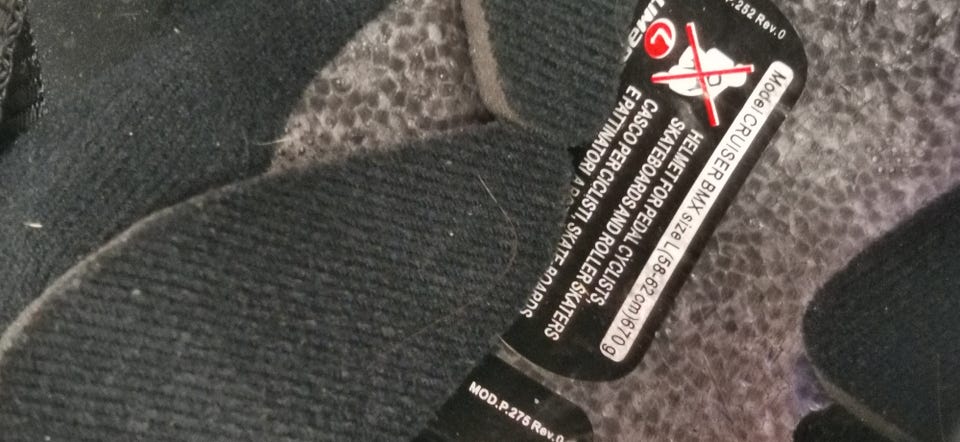 P.252 Rev.0
Model CRUISER BMX size L(58-62cm)670g
HELMET FOR PEDAL CYCLISTS,
SKATEBOARDS AND ROLLER SKATERS
CASCO PER CICLISTI, SKATE-BOARDS
E PATTINATORI A
MOD.P.275 Rev.0